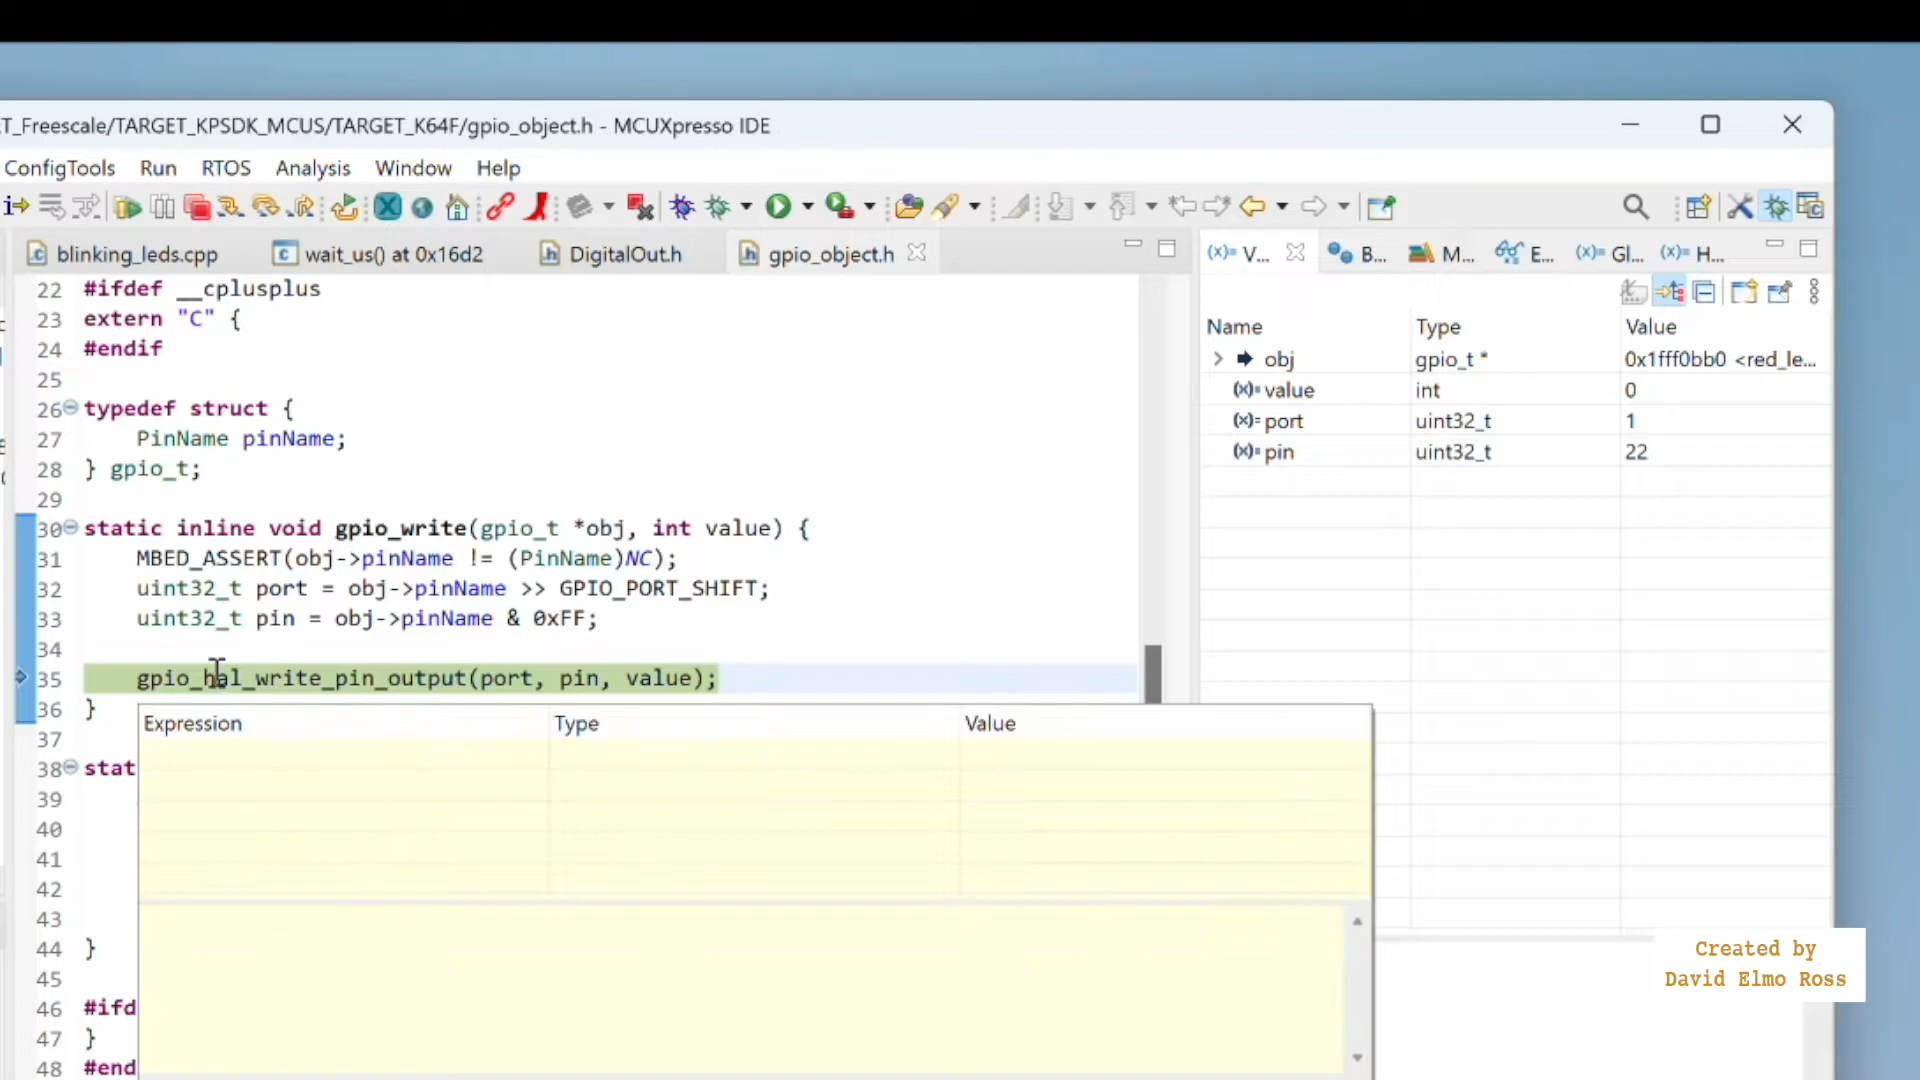 T_Freescale/TARGET_KPSDK_MCUS/TARGET_K64F/gpio_object.h - MCUXpresso IDE
ConfigTools Run RTOS Analysis Window Help
blinking_leds.cpp wait_us() at 0x16d2 DigitalOut.h gpio_object.h
(x)= V... B... M... E... (x)= Gl... (x)= H...
22 #ifdef __cplusplus
23 extern "C" {
24 #endif
25
26 typedef struct {
27 PinName pinName;
28 } gpio_t;
29
30 static inline void gpio_write(gpio_t *obj, int value) {
31 MBED_ASSERT(obj->pinName != (PinName)NC);
32 uint32_t port = obj->pinName >> GPIO_PORT_SHIFT;
33 uint32_t pin = obj->pinName & 0xFF;
34
35 gpio_hal_write_pin_output(port, pin, value);
36 }
37
38 stat
39
40
41
42
43
44 }
45
46 #ifd
47 }
48 #end
Expression Type Value
Name Type Value
obj gpio_t * 0x1fff0bb0 <red_le...
(x)= value int 0
(x)= port uint32_t 1
(x)= pin uint32_t 22
Created by
David Elmo Ross